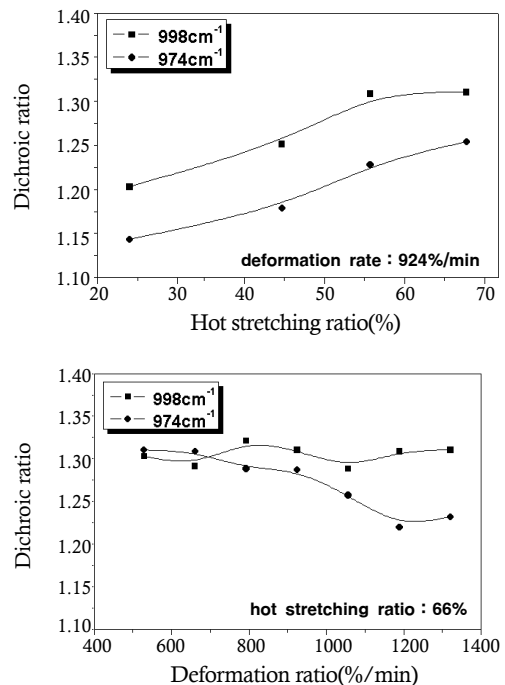 1.40
998cm⁻¹
974cm⁻¹
1.35
1.30
1.25
1.20
1.15
1.10
Dichroic ratio
deformation rate : 924%/min
20 30 40 50 60 70
Hot stretching ratio(%)
1.40
998cm⁻¹
974cm⁻¹
1.35
1.30
1.25
1.20
1.15
1.10
Dichroic ratio
hot stretching ratio : 66%
400 600 800 1000 1200 1400
Deformation ratio(%/min)